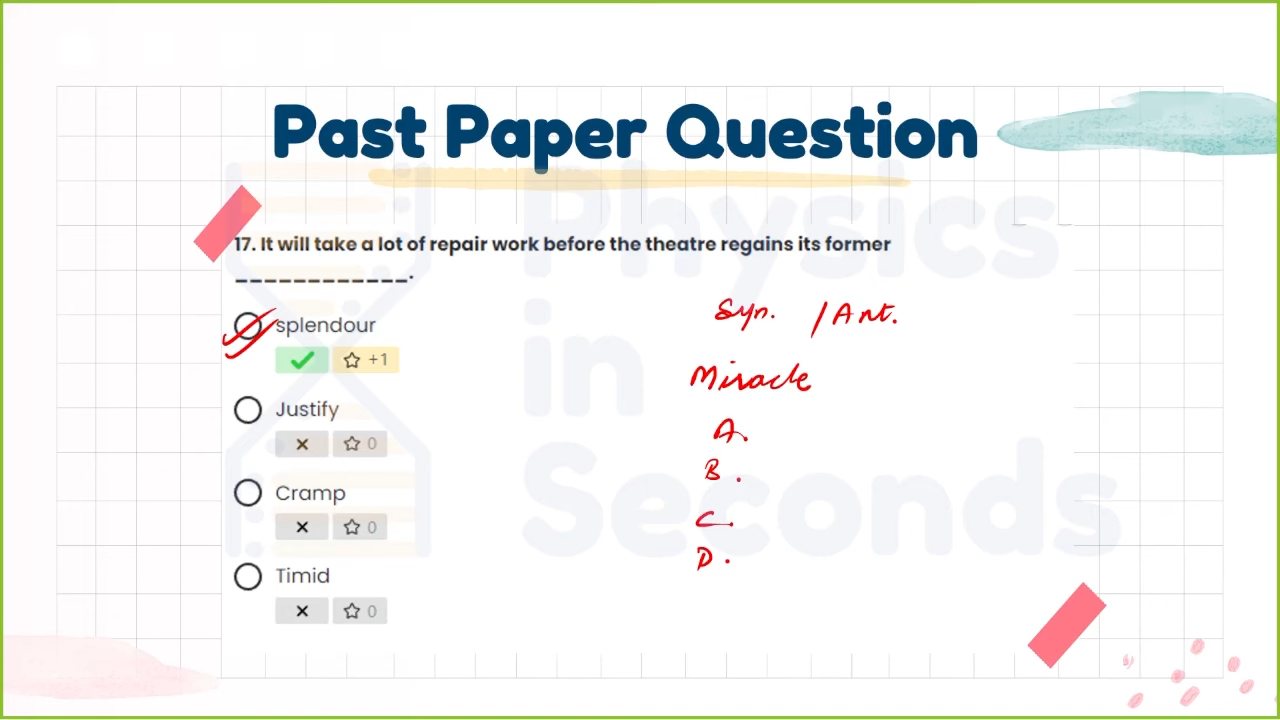 Past Paper Question
Physics
in
Seconds
17. It will take a lot of repair work before the theatre regains its former
_____________.
splendour
+1
Justify
0
Cramp
0
Timid
0
Syn. / Ant.
Miracle
A.
B.
C.
D.